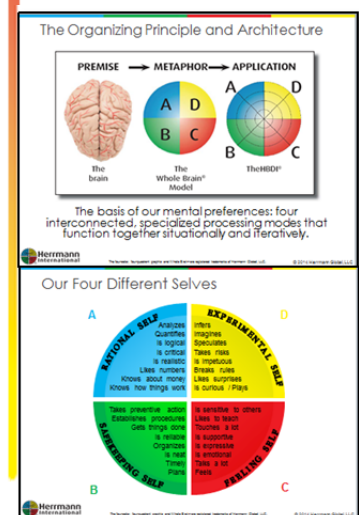 The Organizing Principle and Architecture
PREMISE METAPHOR APPLICATION
A D
B C
A D
B C
The
brain
The
Whole Brain®
Model
TheHBDI®
The basis of our mental preferences: four
interconnected, specialized processing modes that
function together situationally and iteratively.
Herrmann
International
Our Four Different Selves
A
D
RATIONAL SELF
Analyzes
Quantifies
Is logical
Is critical
Is realistic
Likes numbers
Knows about money
Knows how things work
EXPERIMENTAL SELF
Infers
Imagines
Speculates
Takes risks
Is impetuous
Breaks rules
Likes surprises
Is curious / Plays
SAFEKEEPING SELF
Takes preventive action
Establishes procedures
Gets things done
Is reliable
Organizes
Is neat
Timely
Plans
FEELING SELF
Is sensitive to others
Likes to teach
Touches a lot
Is supportive
Is expressive
Is emotional
Talks a lot
Feels
B
C
Herrmann
International